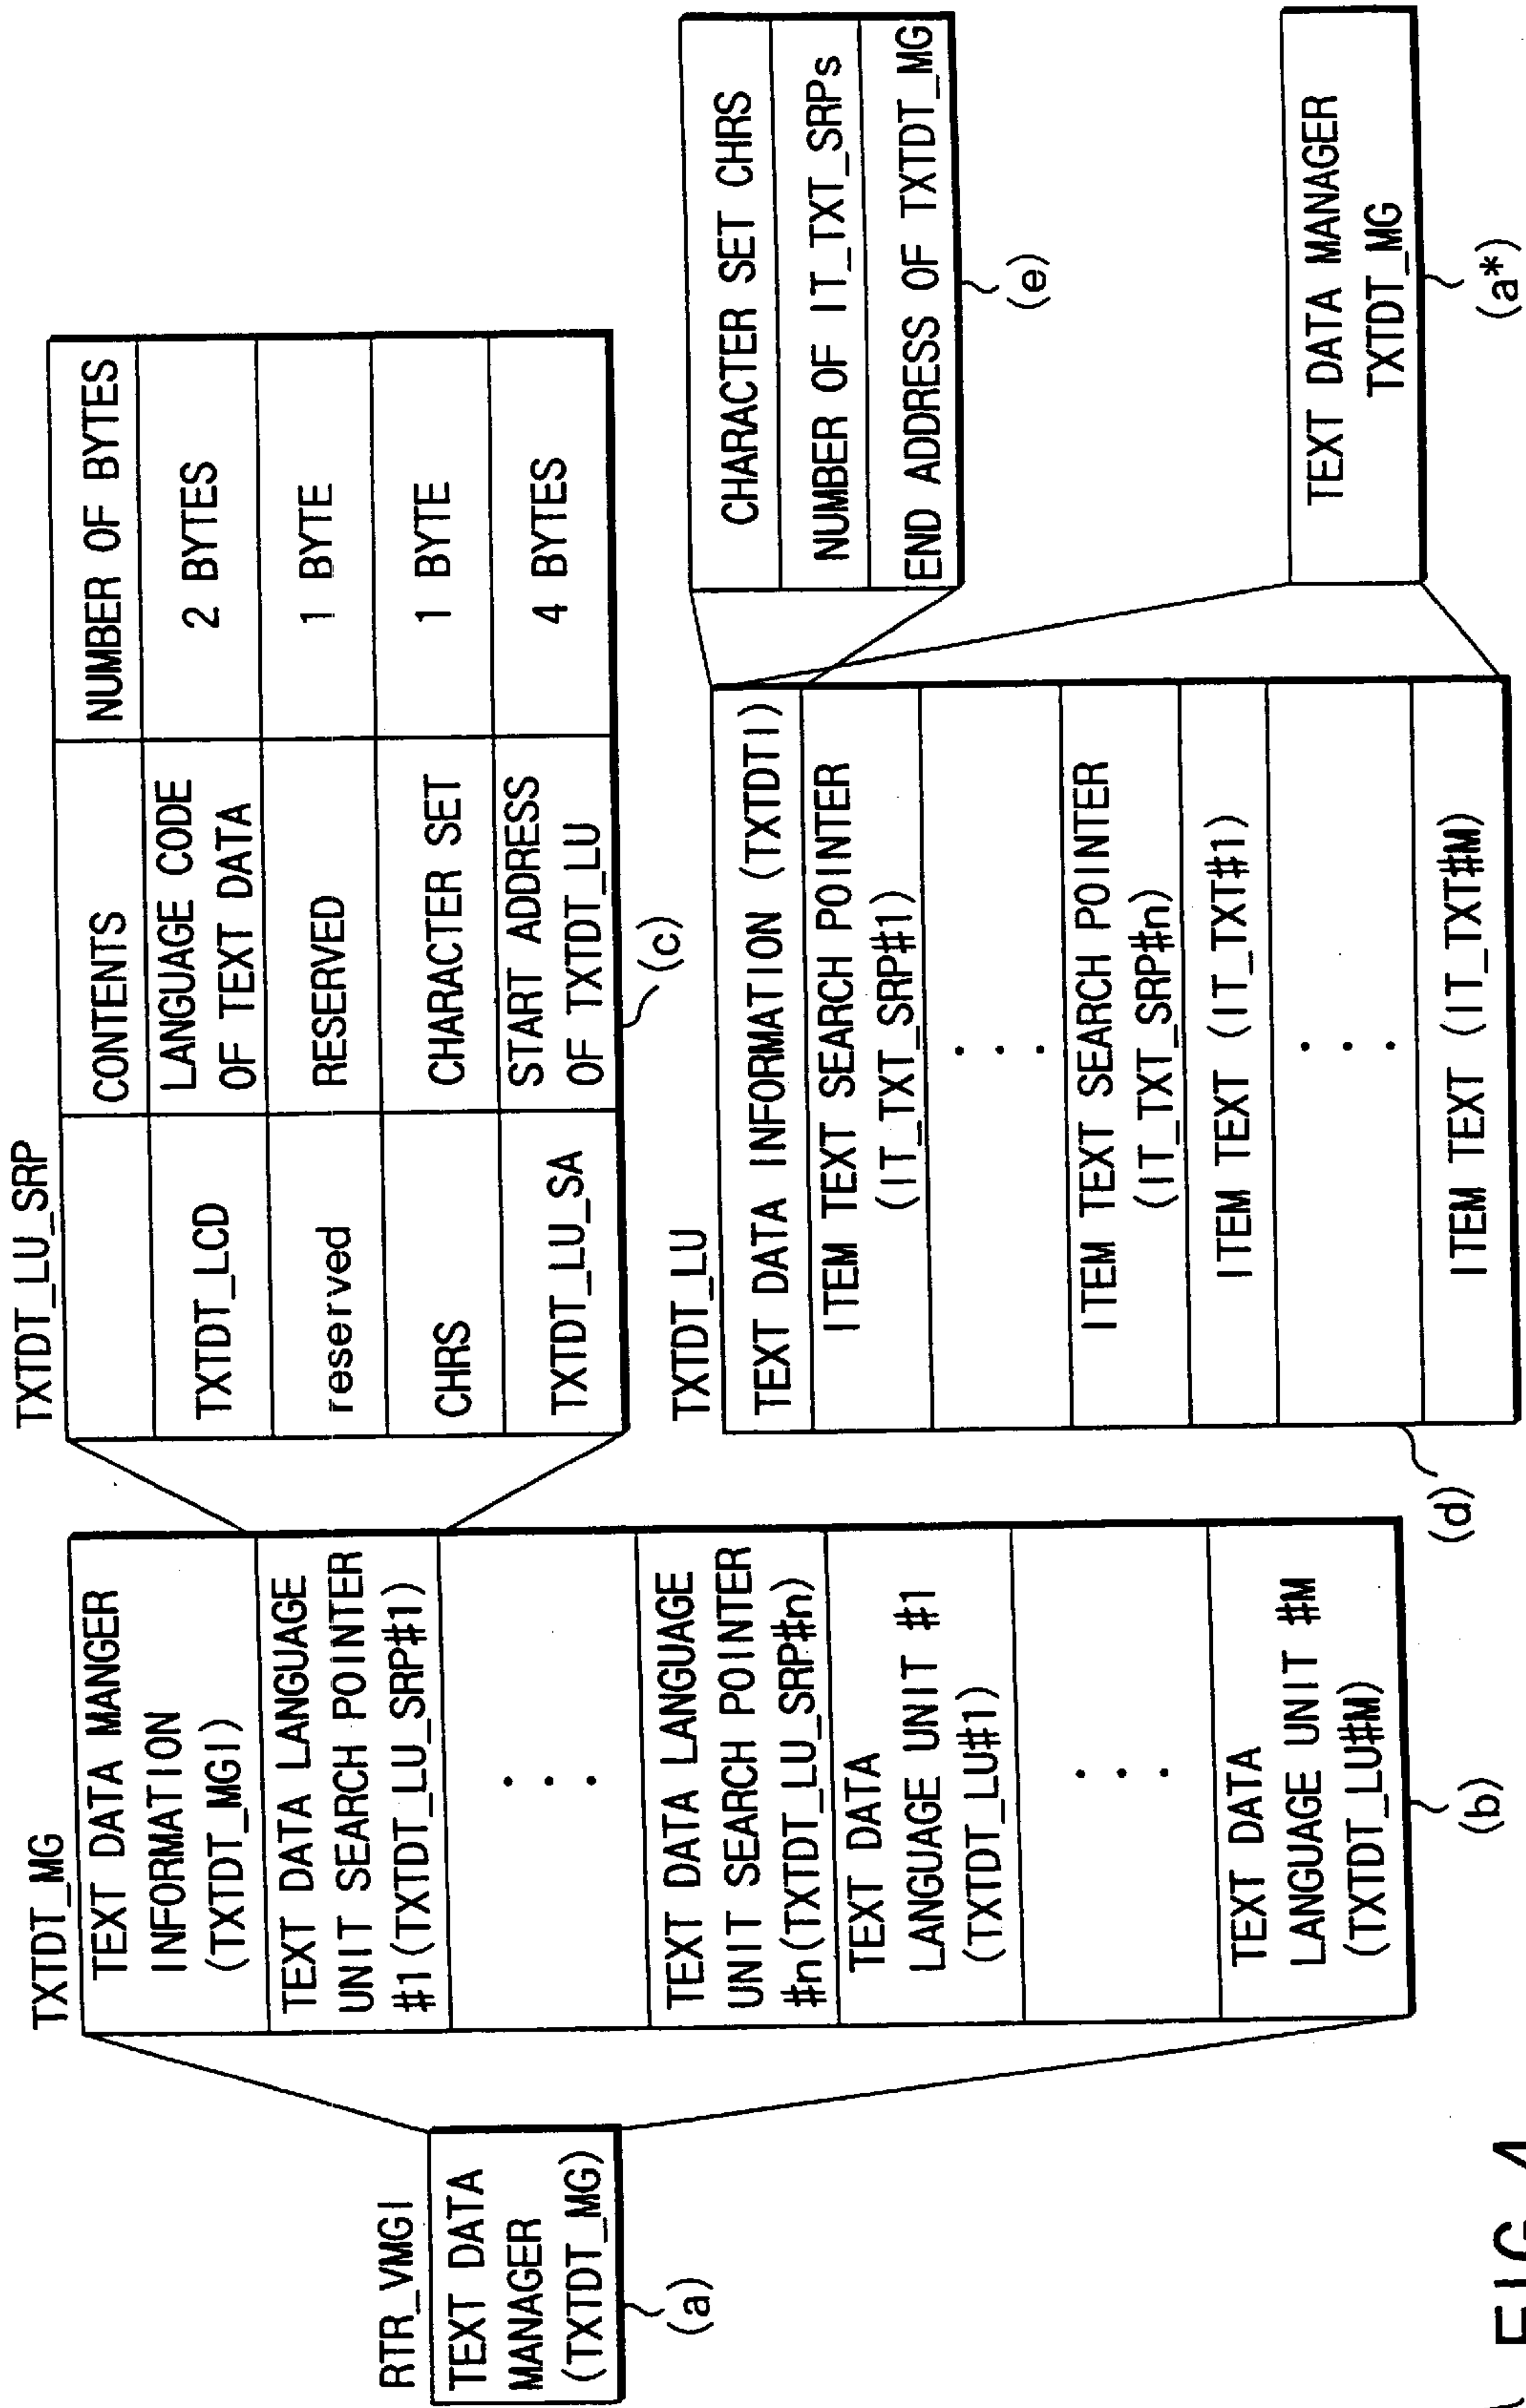 RTR_VMGI
TEXT DATA
MANAGER
(TXTDT_MG)
(a)
TXTDT_MG
TEXT DATA MANGER
INFORMATION
(TXTDT_MGI)
TEXT DATA LANGUAGE
UNIT SEARCH POINTER
#1(TXTDT_LU_SRP#1)
...
TEXT DATA LANGUAGE
UNIT SEARCH POINTER
#n(TXTDT_LU_SRP#n)
TEXT DATA
LANGUAGE UNIT #1
(TXTDT_LU#1)
...
TEXT DATA
LANGUAGE UNIT #M
(TXTDT_LU#M)
(b)
TXTDT_LU_SRP
CONTENTS NUMBER OF BYTES
TXTDT_LCD LANGUAGE CODE OF TEXT DATA 2 BYTES
reserved RESERVED 1 BYTE
CHRS CHARACTER SET 1 BYTE
TXTDT_LU_SA START ADDRESS OF TXTDT_LU 4 BYTES
(c)
TXTDT_LU
TEXT DATA INFORMATION (TXTDTI)
ITEM TEXT SEARCH POINTER
(IT_TXT_SRP#1)
...
ITEM TEXT SEARCH POINTER
(IT_TXT_SRP#n)
ITEM TEXT (IT_TXT#1)
...
ITEM TEXT (IT_TXT#M)
(d)
CHARACTER SET CHRS
NUMBER OF IT_TXT_SRPs
END ADDRESS OF TXTDT_MG
(e)
TEXT DATA MANAGER
TXTDT_MG
(a*)
FIG. 4